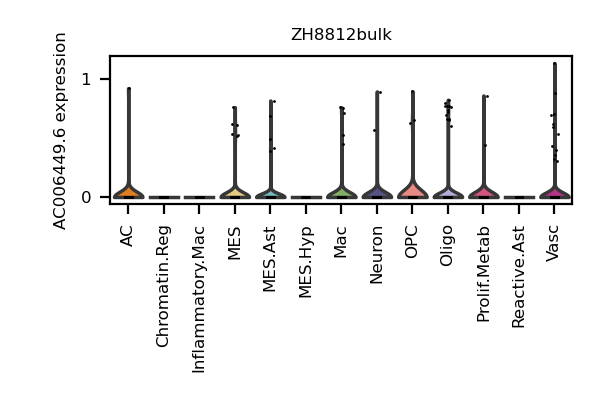 ZH8812bulk
AC006449.6 expression
1
0
AC
Chromatin.Reg
Inflammatory.Mac
MES
MES.Ast
MES.Hyp
Mac
Neuron
OPC
Oligo
Prolif.Metab
Reactive.Ast
Vasc